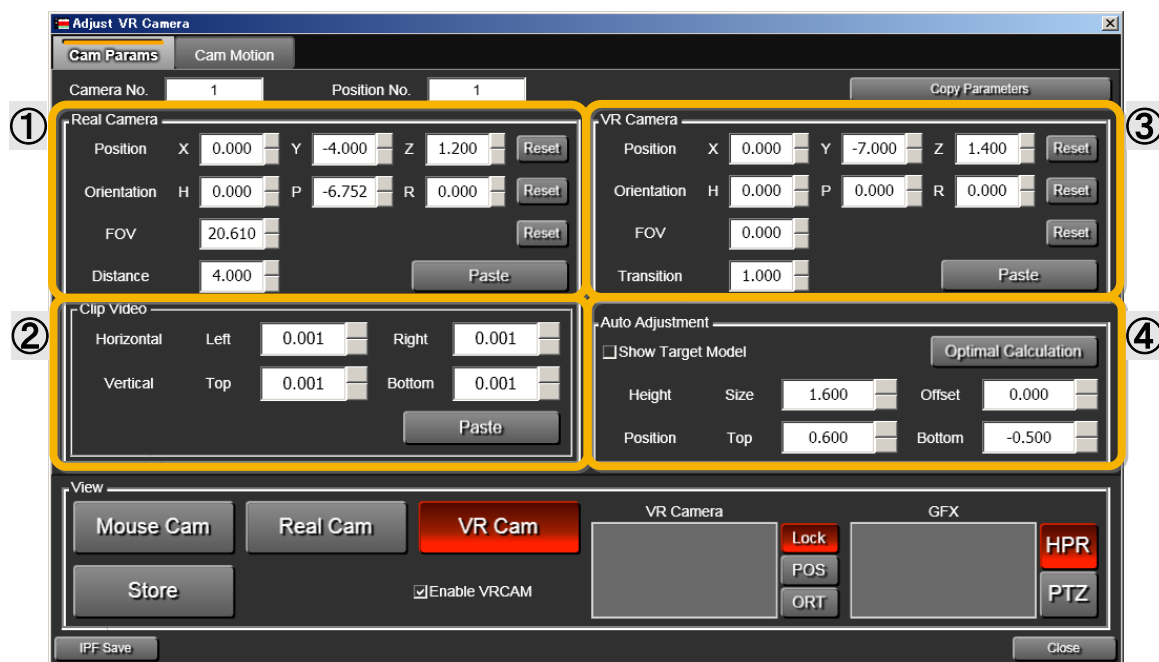 Adjust VR Camera
Cam Params Cam Motion
Camera No. 1 Position No. 1 Copy Parameters
① Real Camera
Position X 0.000 Y -4.000 Z 1.200 Reset
Orientation H 0.000 P -6.752 R 0.000 Reset
FOV 20.610 Reset
Distance 4.000 Paste
② Clip Video
Horizontal Left 0.001 Right 0.001
Vertical Top 0.001 Bottom 0.001
Paste
③ VR Camera
Position X 0.000 Y -7.000 Z 1.400 Reset
Orientation H 0.000 P 0.000 R 0.000 Reset
FOV 0.000 Reset
Transition 1.000 Paste
④ Auto Adjustment
Show Target Model Optimal Calculation
Height Size 1.600 Offset 0.000
Position Top 0.600 Bottom -0.500
View
Mouse Cam Real Cam VR Cam
Store Enable VRCAM
VR Camera GFX
Lock
POS
ORT
HPR
PTZ
IPF Save Close